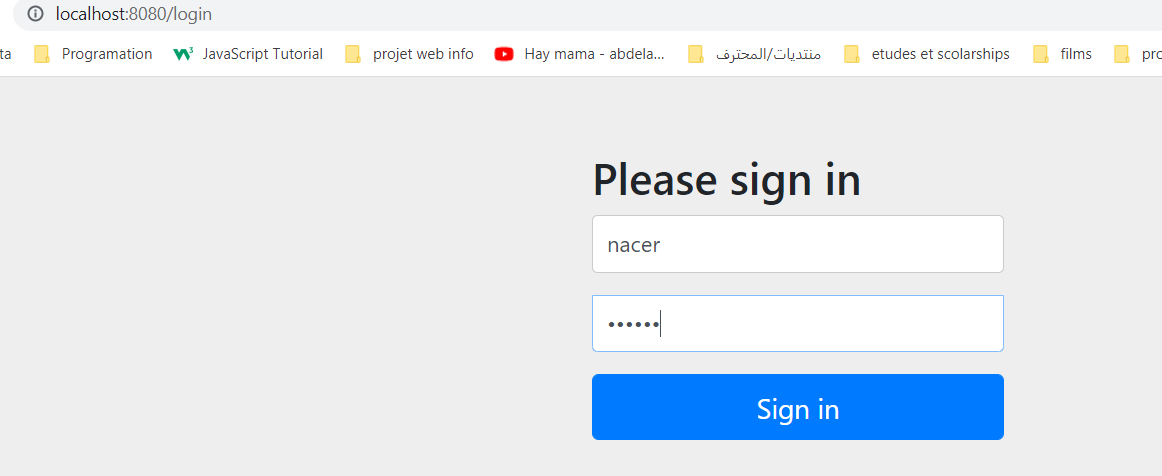 localhost:8080/login
ta Programation W3 JavaScript Tutorial projet web info Hay mama - abdela... منتديات/المحترف etudes et scolarships films pro
Please sign in
nacer
••••••
Sign in